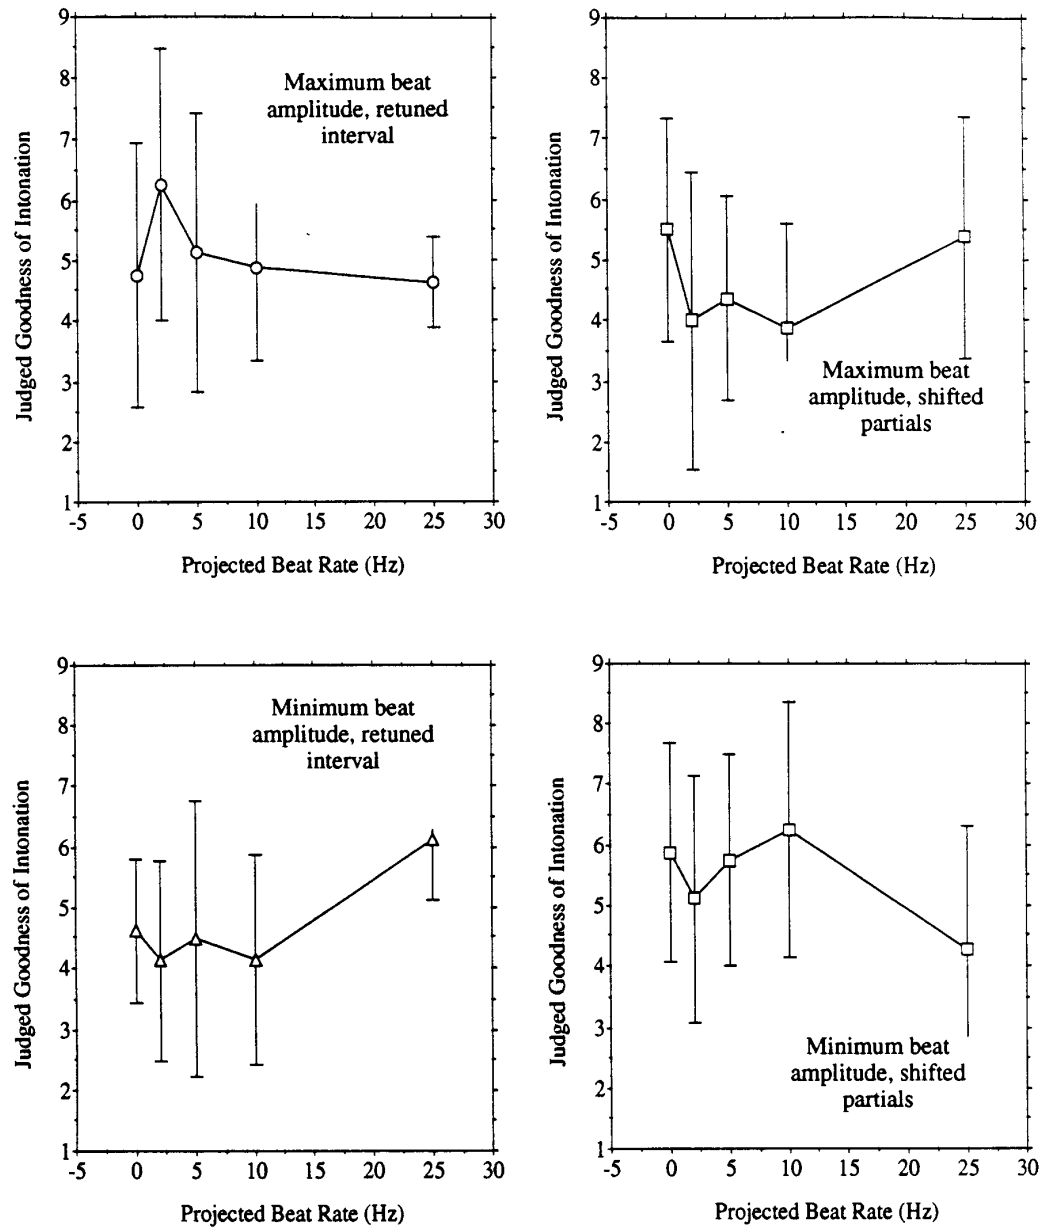 9
8
7
6
5
4
3
2
1
Judged Goodness of Intonation
Maximum beat
amplitude, retuned
interval
-5 0 5 10 15 20 25 30
Projected Beat Rate (Hz)
9
8
7
6
5
4
3
2
1
Judged Goodness of Intonation
Maximum beat
amplitude, shifted
partials
-5 0 5 10 15 20 25 30
Projected Beat Rate (Hz)
9
8
7
6
5
4
3
2
1
Judged Goodness of Intonation
Minimum beat
amplitude, retuned
interval
-5 0 5 10 15 20 25 30
Projected Beat Rate (Hz)
9
8
7
6
5
4
3
2
1
Judged Goodness of Intonation
Minimum beat
amplitude, shifted
partials
-5 0 5 10 15 20 25 30
Projected Beat Rate (Hz)